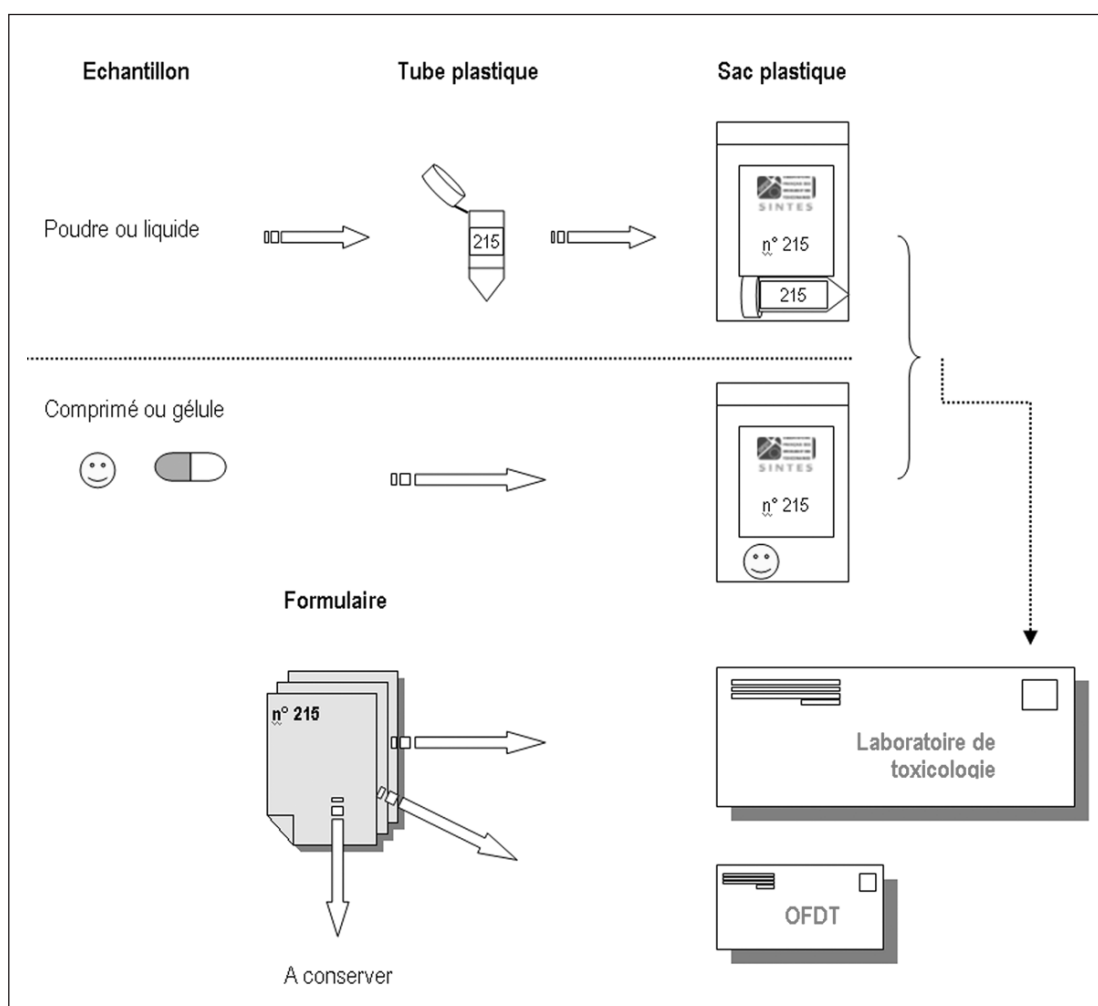 Echantillon
Tube plastique
Sac plastique
Poudre ou liquide
215
SINTES
n° 215
215
Comprimé ou gélule
SINTES
n° 215
Formulaire
n° 215
Laboratoire de
toxicologie
OFDT
A conserver